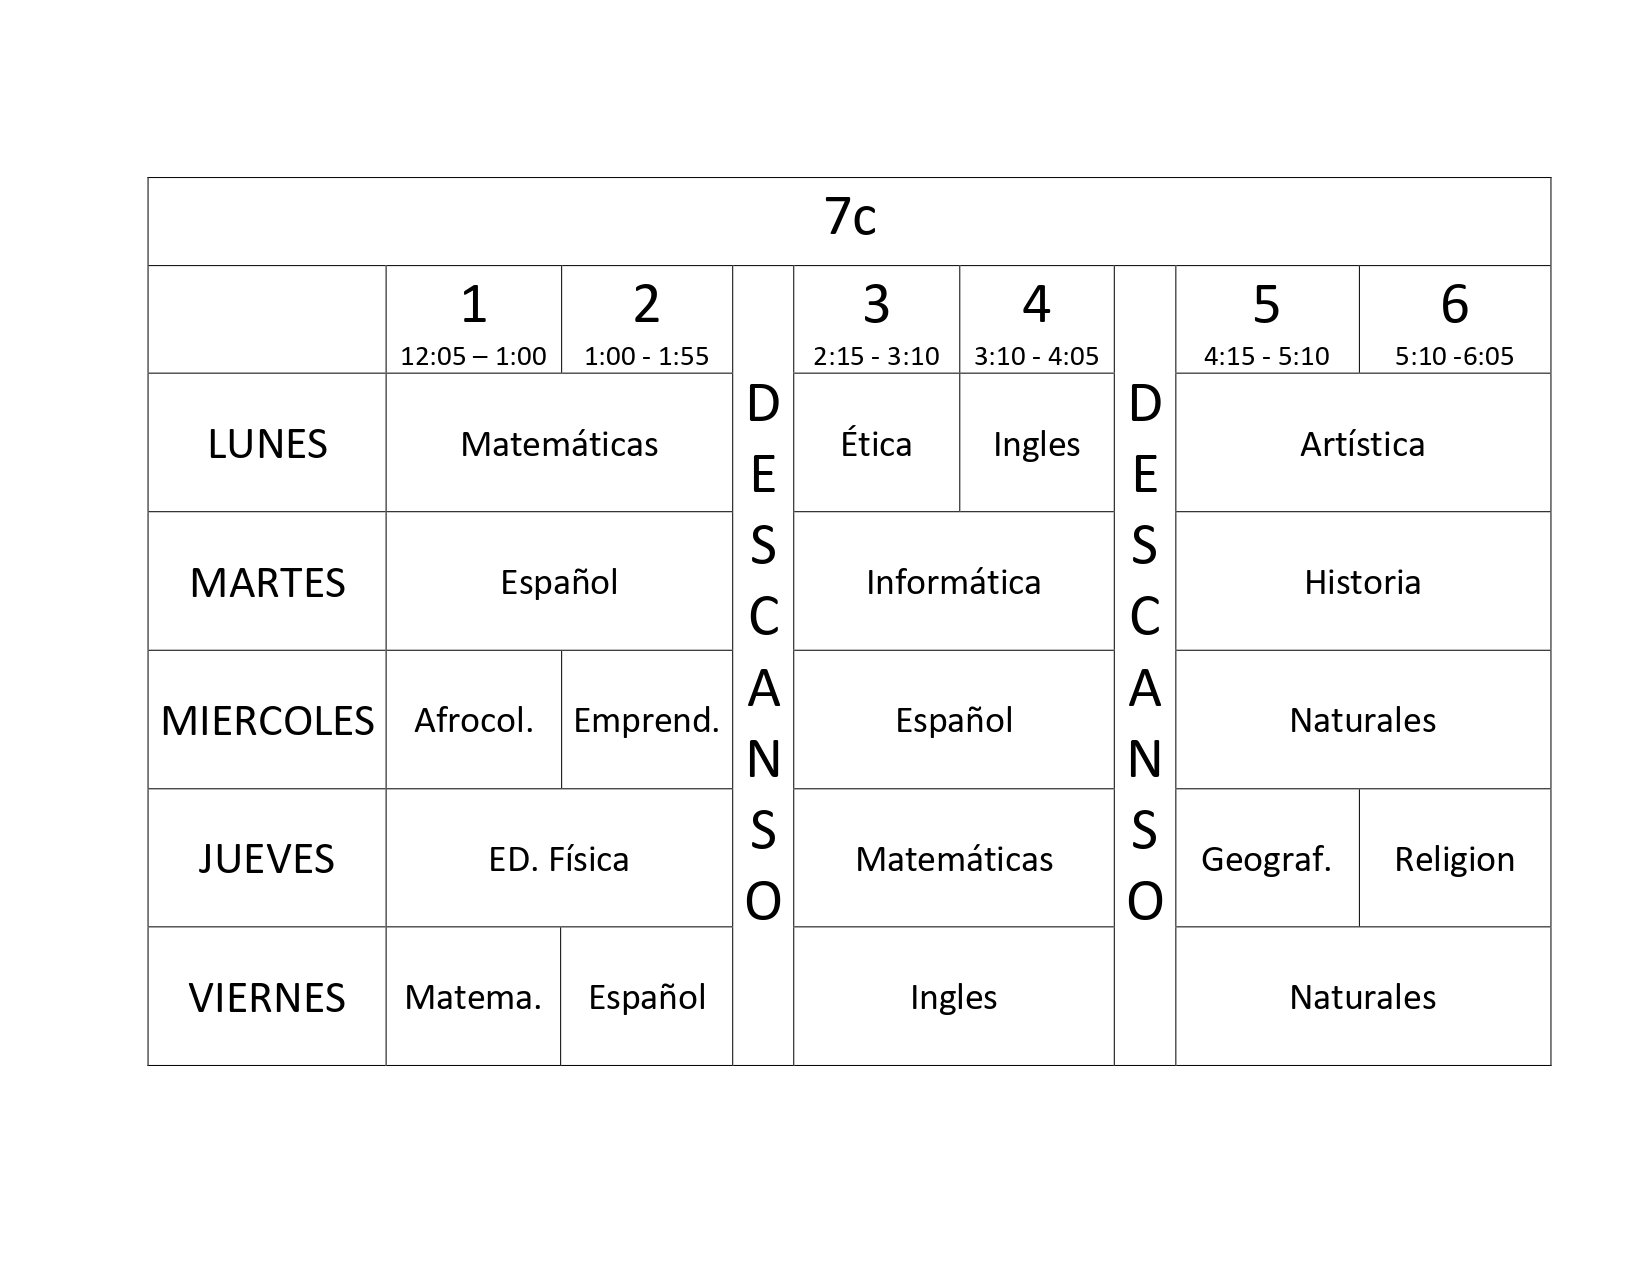 7c
1 2 3 4 5 6
12:05 – 1:00 1:00 - 1:55 2:15 - 3:10 3:10 - 4:05 4:15 - 5:10 5:10 -6:05
DESCANSO
DESCANSO
LUNES Matemáticas Ética Ingles Artística
MARTES Español Informática Historia
MIERCOLES Afrocol. Emprend. Español Naturales
JUEVES ED. Física Matemáticas Geograf. Religion
VIERNES Matema. Español Ingles Naturales